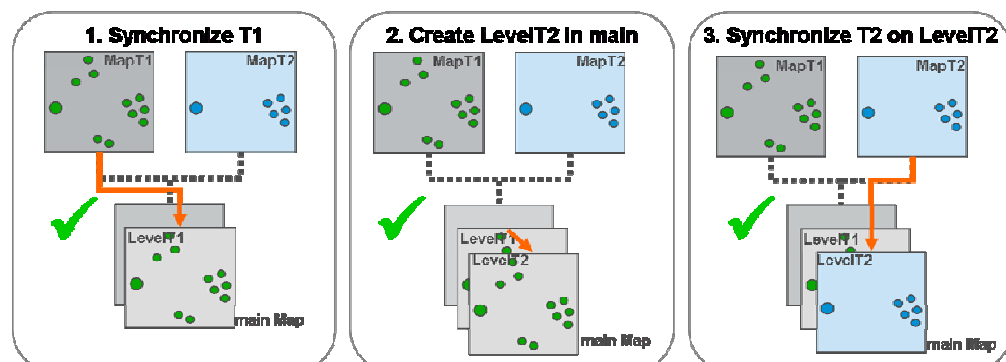 1. Synchronize T1
MapT1
MapT2
LevelT1
main Map
2. Create LevelT2 in main
MapT1
MapT2
LevelT1
LevelT2
main Map
3. Synchronize T2 on LevelT2
MapT1
MapT2
LevelT1
LevelT2
main Map